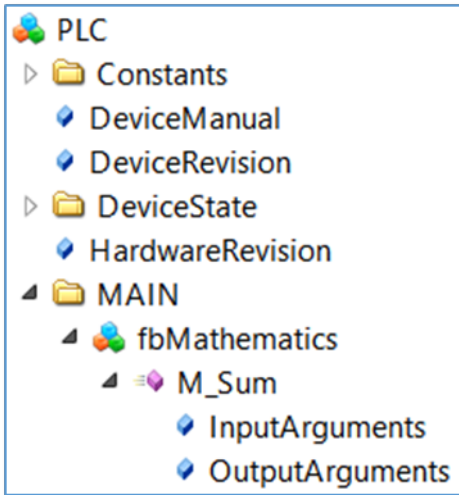 PLC
Constants
DeviceManual
DeviceRevision
DeviceState
HardwareRevision
MAIN
fbMathematics
M_Sum
InputArguments
OutputArguments